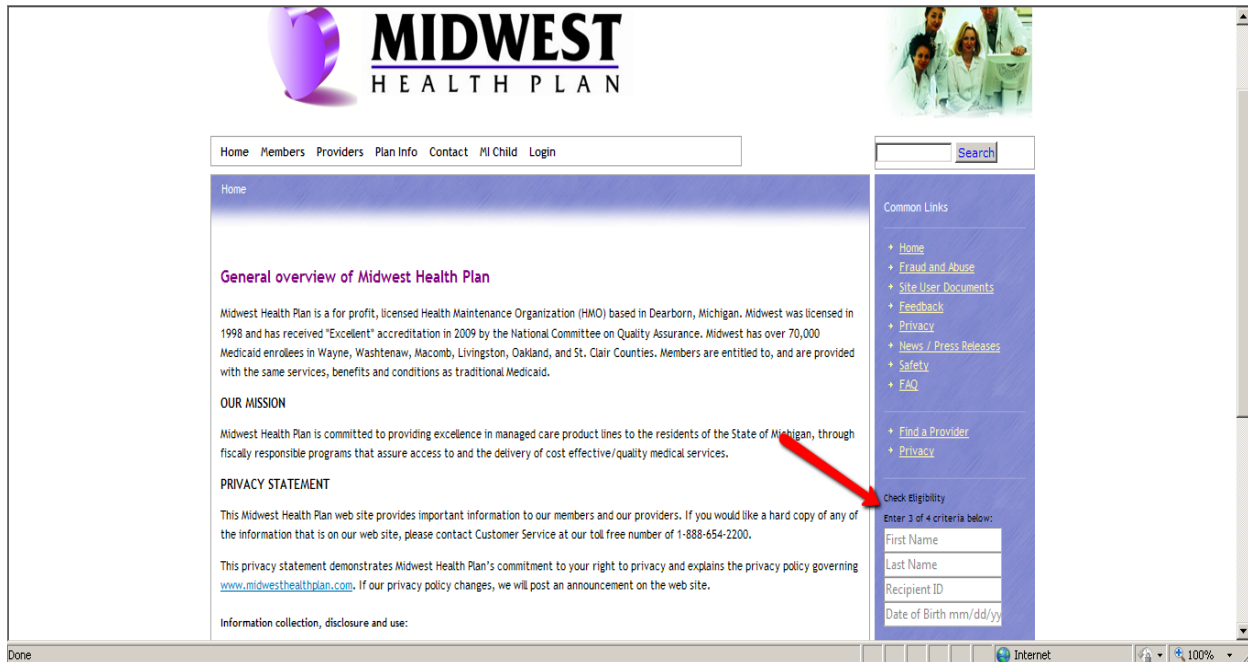 MIDWEST
HEALTH PLAN
Home Members Providers Plan Info Contact MI Child Login
Search
Home
General overview of Midwest Health Plan
Midwest Health Plan is a for profit, licensed Health Maintenance Organization (HMO) based in Dearborn, Michigan. Midwest was licensed in
1998 and has received "Excellent" accreditation in 2009 by the National Committee on Quality Assurance. Midwest has over 70,000
Medicaid enrollees in Wayne, Washtenaw, Macomb, Livingston, Oakland, and St. Clair Counties. Members are entitled to, and are provided
with the same services, benefits and conditions as traditional Medicaid.
OUR MISSION
Midwest Health Plan is committed to providing excellence in managed care product lines to the residents of the State of Michigan, through
fiscally responsible programs that assure access to and the delivery of cost effective/quality medical services.
PRIVACY STATEMENT
This Midwest Health Plan web site provides important information to our members and our providers. If you would like a hard copy of any of
the information that is on our web site, please contact Customer Service at our toll free number of 1-888-654-2200.
This privacy statement demonstrates Midwest Health Plan's commitment to your right to privacy and explains the privacy policy governing
www.midwesthealthplan.com. If our privacy policy changes, we will post an announcement on the web site.
Information collection, disclosure and use:
Common Links
Home
Fraud and Abuse
Site User Documents
Feedback
Privacy
News / Press Releases
Safety
FAQ
Find a Provider
Privacy
Check Eligibility
Enter 3 of 4 criteria below:
First Name
Last Name
Recipient ID
Date of Birth mm/dd/yy
Done
Internet
100%